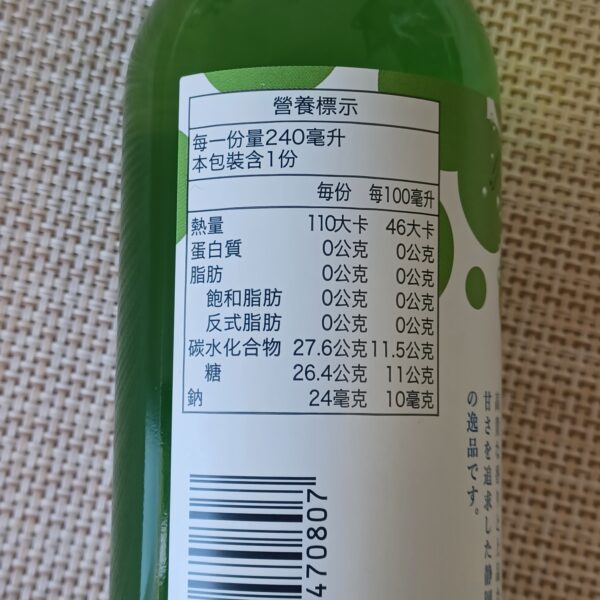 營養標示
每一份量240毫升
本包裝含1份
每份 每100毫升
熱量 110大卡 46大卡
蛋白質 0公克 0公克
脂肪 0公克 0公克
飽和脂肪 0公克 0公克
反式脂肪 0公克 0公克
碳水化合物 27.6公克 11.5公克
糖 26.4公克 11公克
鈉 24毫克 10毫克
甘さを追求した静岡
の逸品です。
470807